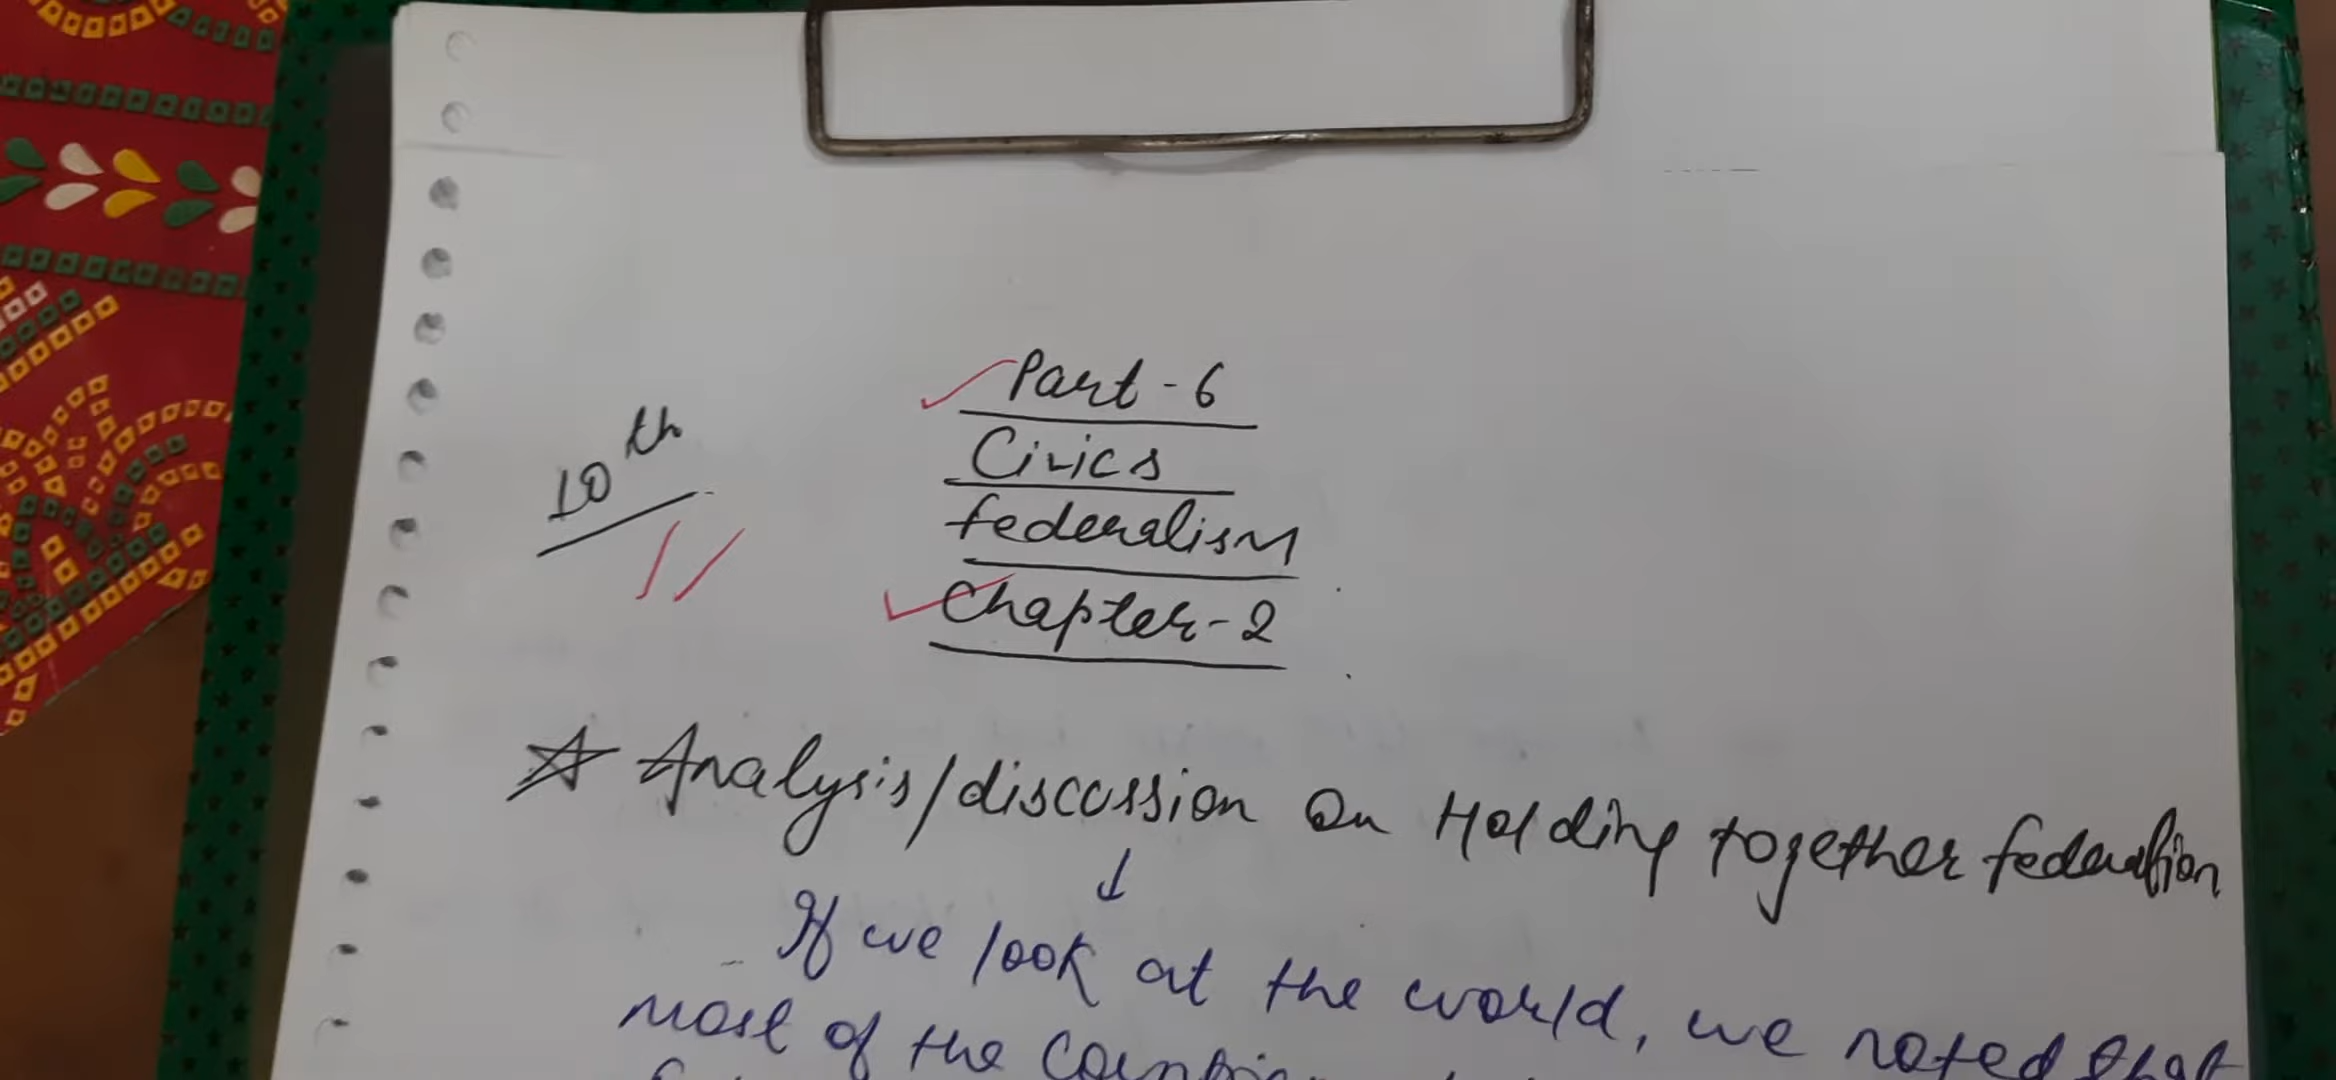 Part - 6
10th
Civics
federalism
Chapter - 2
Analysis/discussion on Holding together federation
If we look at the world, we noted that
most of the